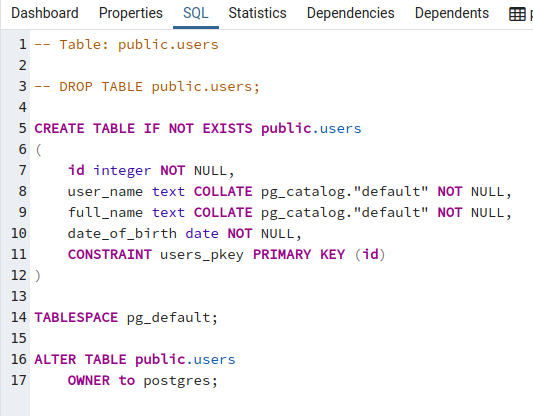 Dashboard Properties SQL Statistics Dependencies Dependents
1 -- Table: public.users
2
3 -- DROP TABLE public.users;
4
5 CREATE TABLE IF NOT EXISTS public.users
6 (
7     id integer NOT NULL,
8     user_name text COLLATE pg_catalog."default" NOT NULL,
9     full_name text COLLATE pg_catalog."default" NOT NULL,
10     date_of_birth date NOT NULL,
11     CONSTRAINT users_pkey PRIMARY KEY (id)
12 )
13
14 TABLESPACE pg_default;
15
16 ALTER TABLE public.users
17     OWNER to postgres;